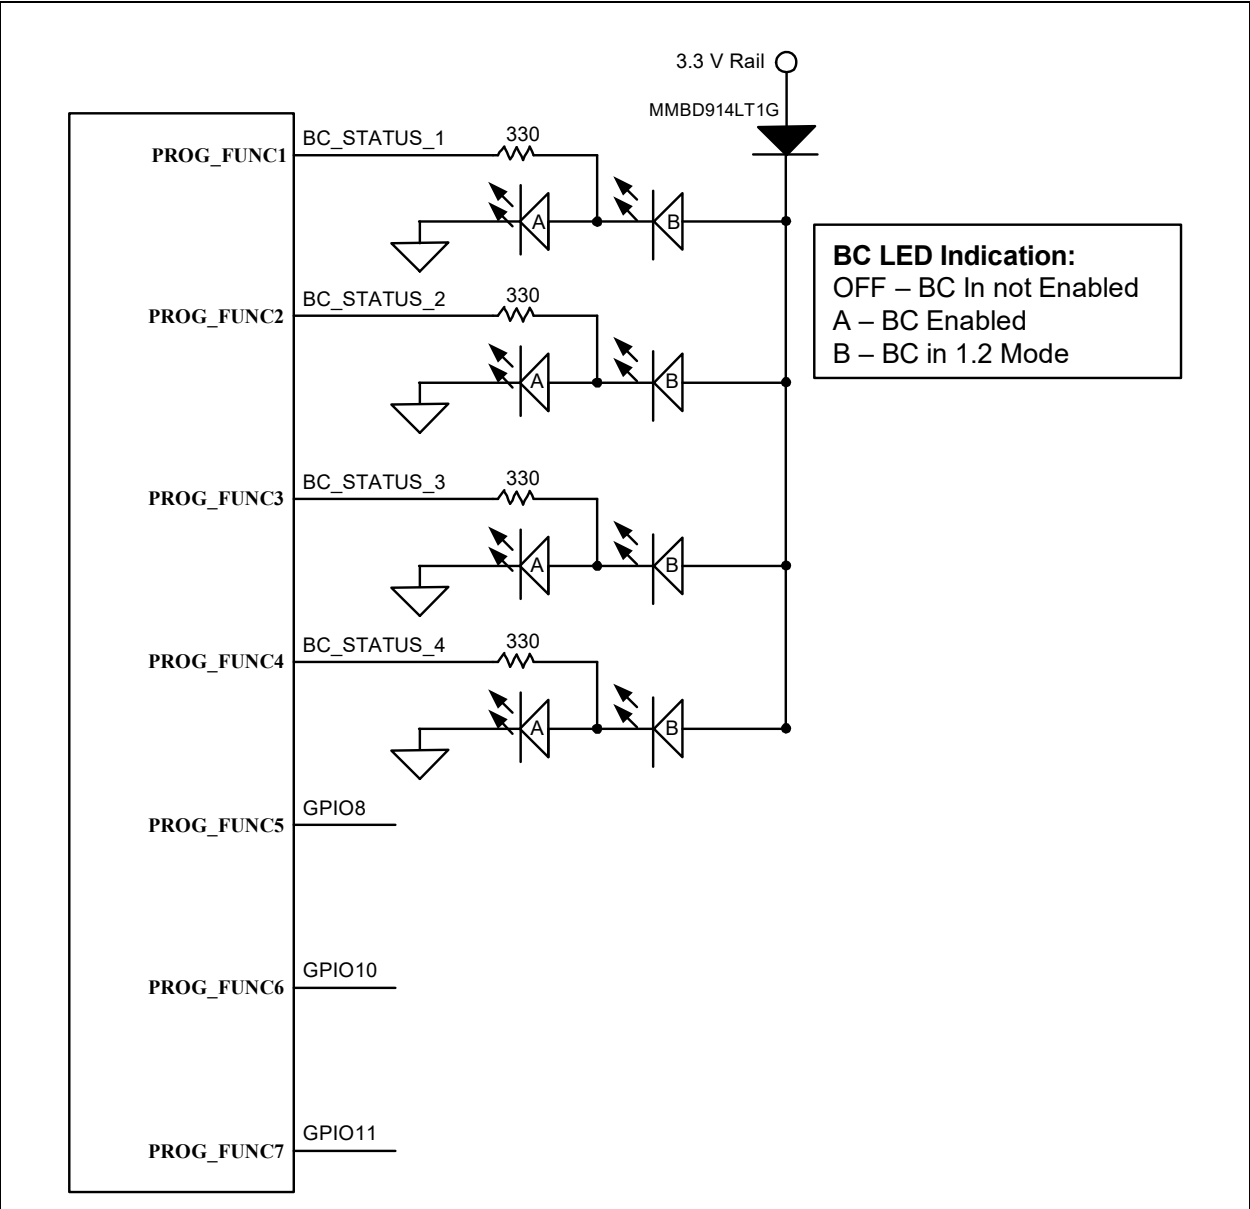 3.3 V Rail
MMBD914LT1G
PROG_FUNC1
BC_STATUS_1
330
A
B
BC LED Indication:
OFF – BC In not Enabled
A – BC Enabled
B – BC in 1.2 Mode
PROG_FUNC2
BC_STATUS_2
330
A
B
PROG_FUNC3
BC_STATUS_3
330
A
B
PROG_FUNC4
BC_STATUS_4
330
A
B
PROG_FUNC5
GPIO8
PROG_FUNC6
GPIO10
PROG_FUNC7
GPIO11